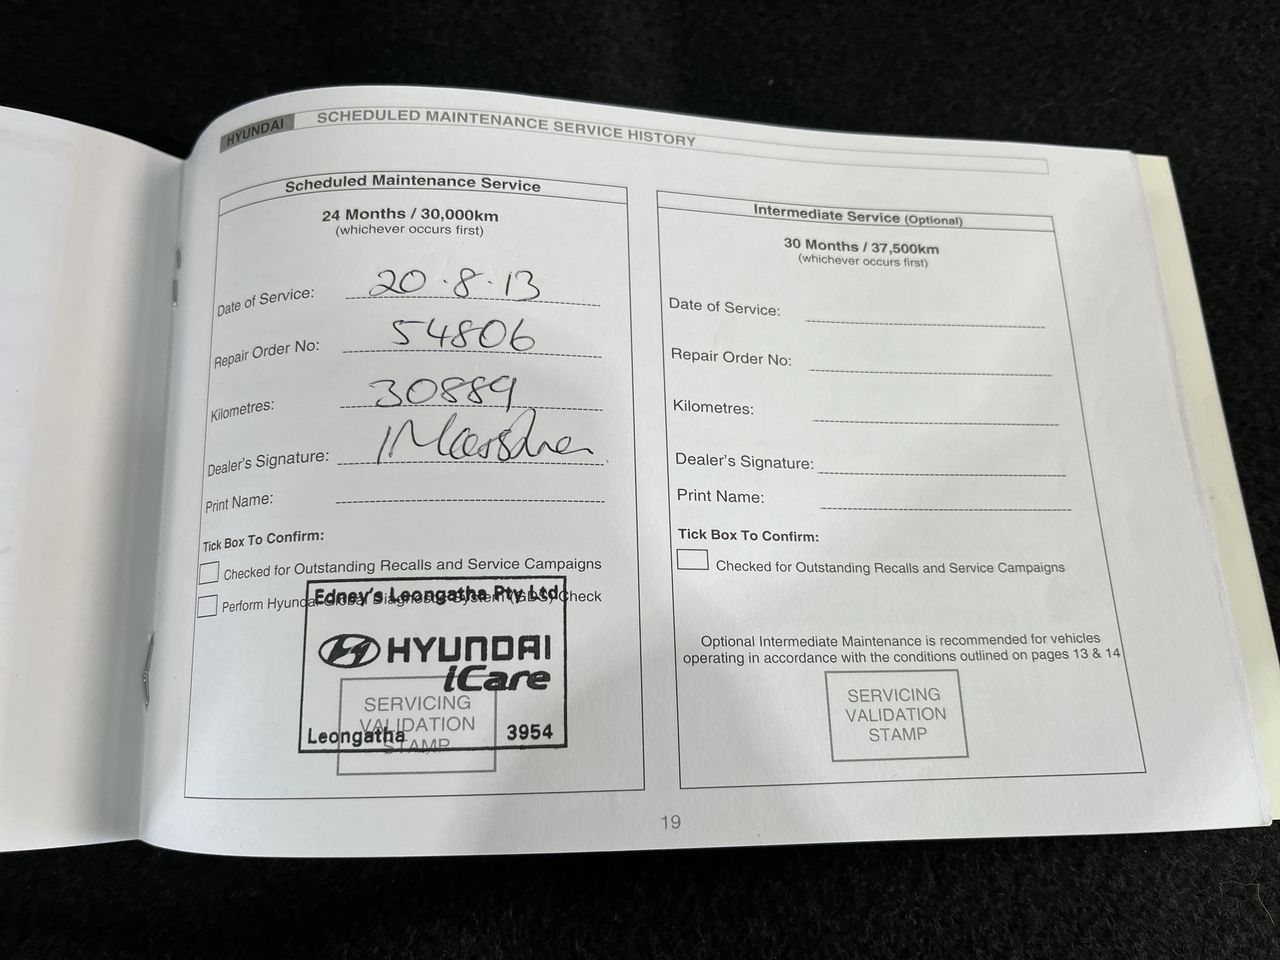 HYUNDAI SCHEDULED MAINTENANCE SERVICE HISTORY
Scheduled Maintenance Service
24 Months / 30,000km
(whichever occurs first)
Date of Service: 20.8.13
Repair Order No: 54806
Kilometres: 30889
Dealer's Signature:
Print Name:
Tick Box To Confirm:
Checked for Outstanding Recalls and Service Campaigns
Perform Hyundai Global Diagnostic System (GDS) Check
Edney's Leongatha Pty Ltd
HYUNDAI
iCare
SERVICING
VALIDATION
STAMP
Leongatha 3954
Intermediate Service (Optional)
30 Months / 37,500km
(whichever occurs first)
Date of Service:
Repair Order No:
Kilometres:
Dealer's Signature:
Print Name:
Tick Box To Confirm:
Checked for Outstanding Recalls and Service Campaigns
Optional Intermediate Maintenance is recommended for vehicles
operating in accordance with the conditions outlined on pages 13 & 14
SERVICING
VALIDATION
STAMP
19